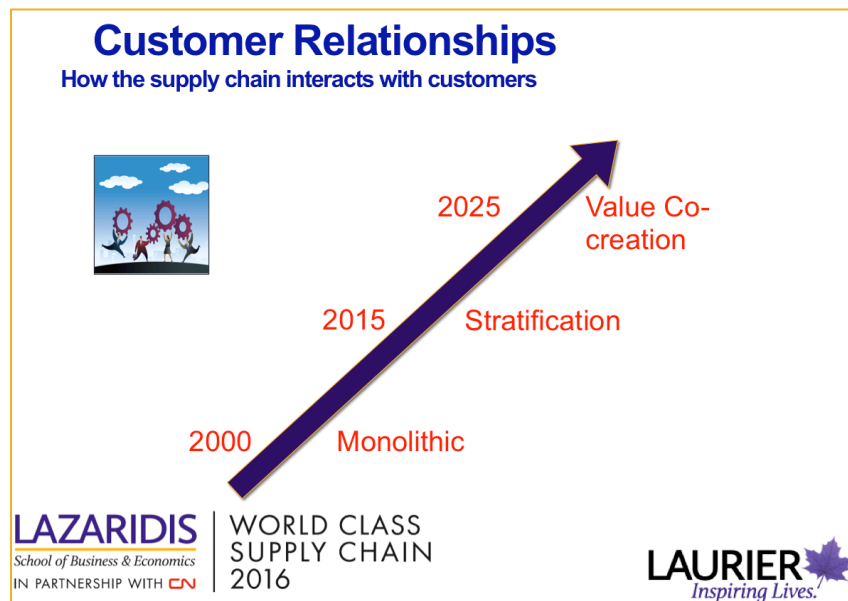 Customer Relationships
How the supply chain interacts with customers
2025
Value Co-
creation
2015
Stratification
2000
Monolithic
LAZARIDIS
School of Business & Economics
IN PARTNERSHIP WITH CN
WORLD CLASS
SUPPLY CHAIN
2016
LAURIER
Inspiring Lives.